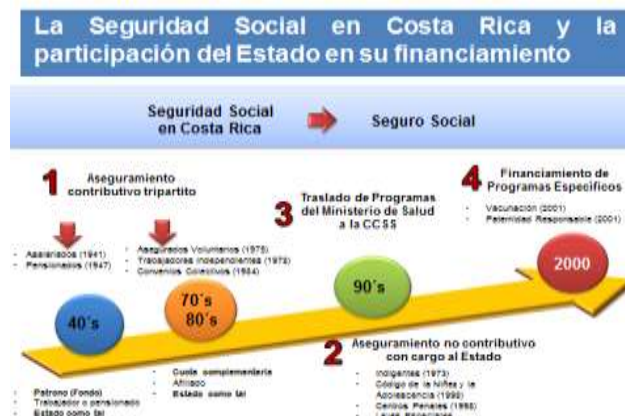 La Seguridad Social en Costa Rica y la
participación del Estado en su financiamiento
Seguridad Social
en Costa Rica
Seguro Social
1
Aseguramiento
contributivo tripartito
Asalariados (1941)
Pensionados (1947)
Asegurados Voluntarios (1975)
Trabajadores Independientes (1978)
Convenios Colectivos (1984)
3
Traslado de Programas
del Ministerio de Salud
a la CCSS
4
Financiamiento de
Programas Específicos
Vacunación (2001)
Paternidad Responsable (2001)
40´s
70´s
80´s
90´s
2000
Patrono (Fondo)
Trabajador o pensionado
Estado como tal
Cuota complementaria
Afiliado
Estado como tal
2
Aseguramiento no contributivo
con cargo al Estado
Indigentes (1973)
Código de la Niñez y la
Adolescencia (1998)
Centros Penales (1998)
Leyes Especiales